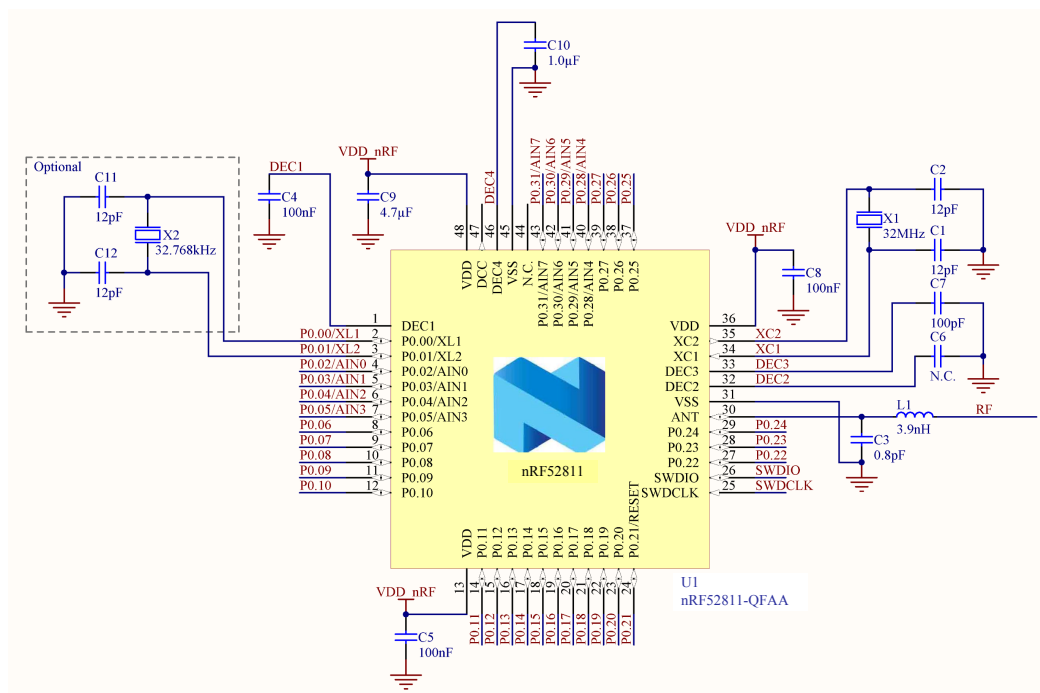 C10
1.0µF
Optional
C11
12pF
X2
32.768kHz
C12
12pF
DEC1
C4
100nF
VDD_nRF
C9
4.7µF
DEC4
P0.31/AIN7
P0.30/AIN6
P0.29/AIN5
P0.28/AIN4
P0.27
P0.26
P0.25
48
47
46
45
44
43
42
41
40
39
38
37
VDD
DCC
DEC4
VSS
N.C.
P0.31/AIN7
P0.30/AIN6
P0.29/AIN5
P0.28/AIN4
P0.27
P0.26
P0.25
C2
12pF
X1
32MHz
C1
12pF
VDD_nRF
C8
100nF
C7
100pF
C6
N.C.
1 DEC1
P0.00/XL1 2 P0.00/XL1
P0.01/XL2 3 P0.01/XL2
P0.02/AIN0 4 P0.02/AIN0
P0.03/AIN1 5 P0.03/AIN1
P0.04/AIN2 6 P0.04/AIN2
P0.05/AIN3 7 P0.05/AIN3
P0.06 8 P0.06
P0.07 9 P0.07
P0.08 10 P0.08
P0.09 11 P0.09
P0.10 12 P0.10
VDD 36
XC2 35 XC2
XC1 34 XC1
DEC3 33 DEC3
DEC2 32 DEC2
VSS 31
ANT 30
P0.24 29 P0.24
P0.23 28 P0.23
P0.22 27 P0.22
SWDIO 26 SWDIO
SWDCLK 25 SWDCLK
L1
3.9nH
RF
C3
0.8pF
nRF52811
VDD
P0.11
P0.12
P0.13
P0.14
P0.15
P0.16
P0.17
P0.18
P0.19
P0.20
P0.21/RESET
13
14
15
16
17
18
19
20
21
22
23
24
P0.11
P0.12
P0.13
P0.14
P0.15
P0.16
P0.17
P0.18
P0.19
P0.20
P0.21
VDD_nRF
C5
100nF
U1
nRF52811-QFAA